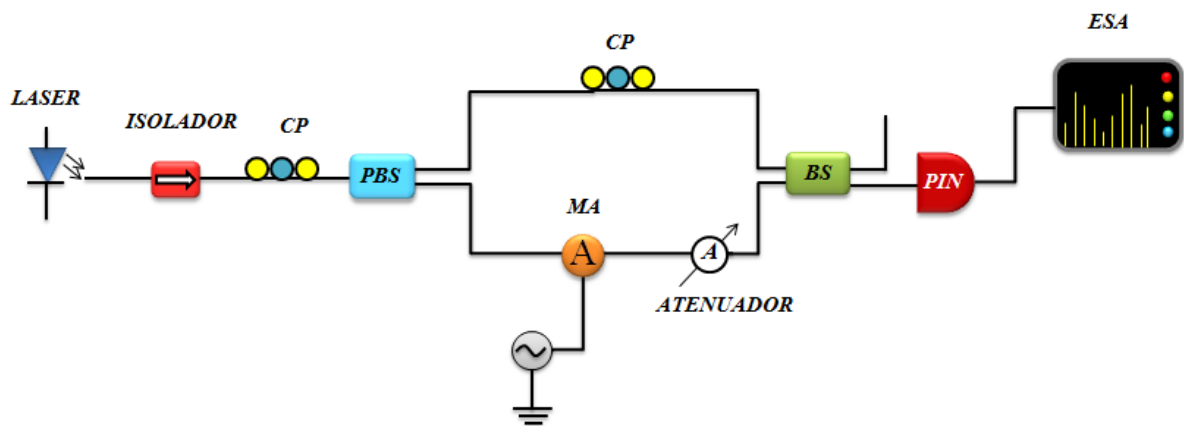 LASER
ISOLADOR
CP
PBS
CP
MA
A
A
ATENUADOR
BS
PIN
ESA